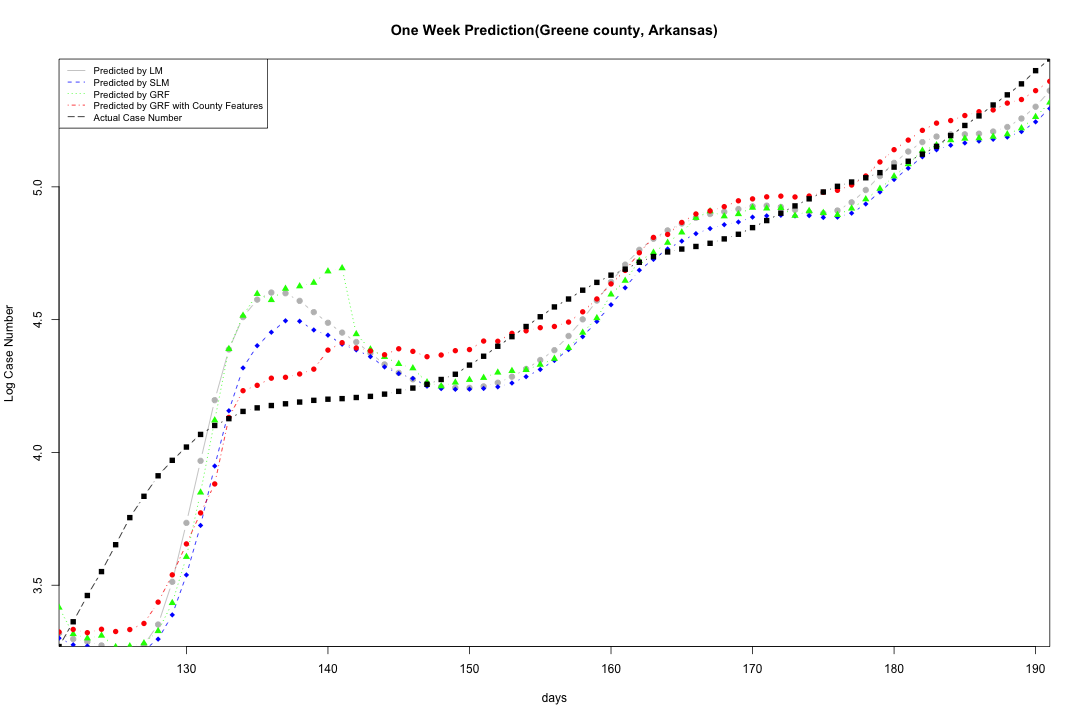 One Week Prediction(Greene county, Arkansas)
Predicted by LM
Predicted by SLM
Predicted by GRF
Predicted by GRF with County Features
Actual Case Number
Log Case Number
5.0
4.5
4.0
3.5
130 140 150 160 170 180 190
days